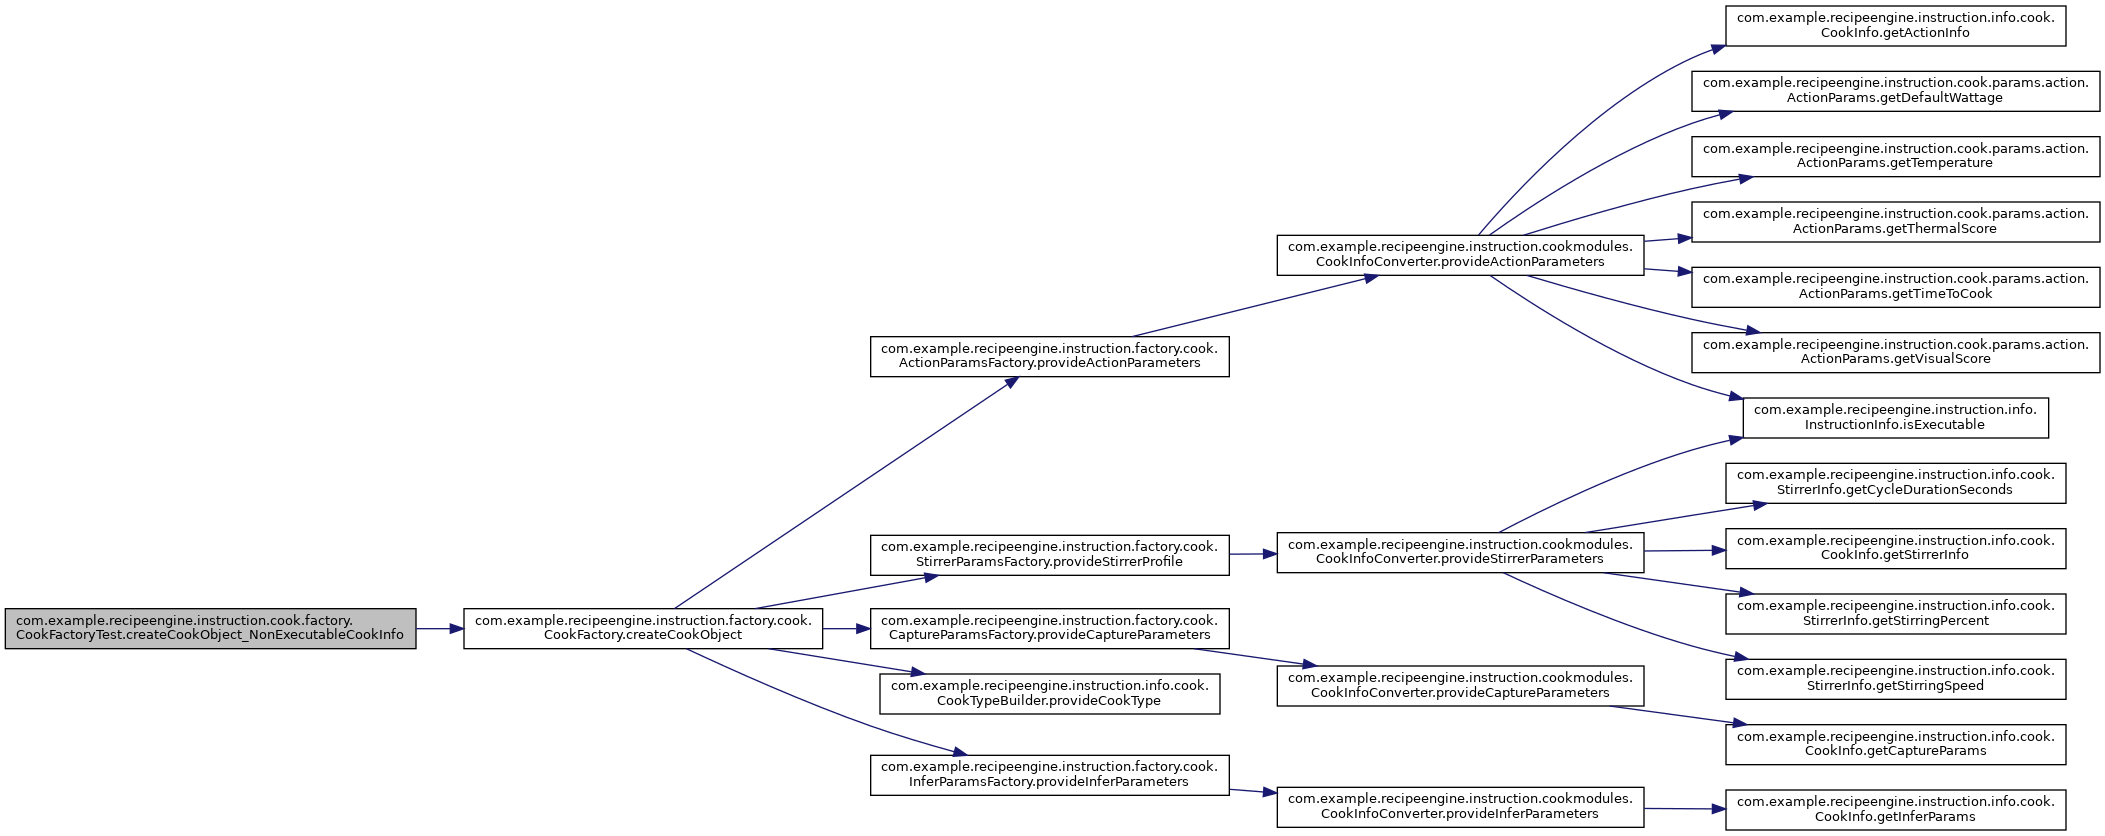 com.example.recipeengine.instruction.cook.factory.
CookFactoryTest.createCookObject_NonExecutableCookInfo
com.example.recipeengine.instruction.factory.cook.
CookFactory.createCookObject
com.example.recipeengine.instruction.factory.cook.
ActionParamsFactory.provideActionParameters
com.example.recipeengine.instruction.factory.cook.
StirrerParamsFactory.provideStirrerProfile
com.example.recipeengine.instruction.factory.cook.
CaptureParamsFactory.provideCaptureParameters
com.example.recipeengine.instruction.info.cook.
CookTypeBuilder.provideCookType
com.example.recipeengine.instruction.factory.cook.
InferParamsFactory.provideInferParameters
com.example.recipeengine.instruction.cookmodules.
CookInfoConverter.provideActionParameters
com.example.recipeengine.instruction.cookmodules.
CookInfoConverter.provideStirrerParameters
com.example.recipeengine.instruction.cookmodules.
CookInfoConverter.provideCaptureParameters
com.example.recipeengine.instruction.cookmodules.
CookInfoConverter.provideInferParameters
com.example.recipeengine.instruction.info.cook.
CookInfo.getActionInfo
com.example.recipeengine.instruction.cook.params.action.
ActionParams.getDefaultWattage
com.example.recipeengine.instruction.cook.params.action.
ActionParams.getTemperature
com.example.recipeengine.instruction.cook.params.action.
ActionParams.getThermalScore
com.example.recipeengine.instruction.cook.params.action.
ActionParams.getTimeToCook
com.example.recipeengine.instruction.cook.params.action.
ActionParams.getVisualScore
com.example.recipeengine.instruction.info.
InstructionInfo.isExecutable
com.example.recipeengine.instruction.info.cook.
StirrerInfo.getCycleDurationSeconds
com.example.recipeengine.instruction.info.cook.
CookInfo.getStirrerInfo
com.example.recipeengine.instruction.info.cook.
StirrerInfo.getStirringPercent
com.example.recipeengine.instruction.info.cook.
StirrerInfo.getStirringSpeed
com.example.recipeengine.instruction.info.cook.
CookInfo.getCaptureParams
com.example.recipeengine.instruction.info.cook.
CookInfo.getInferParams